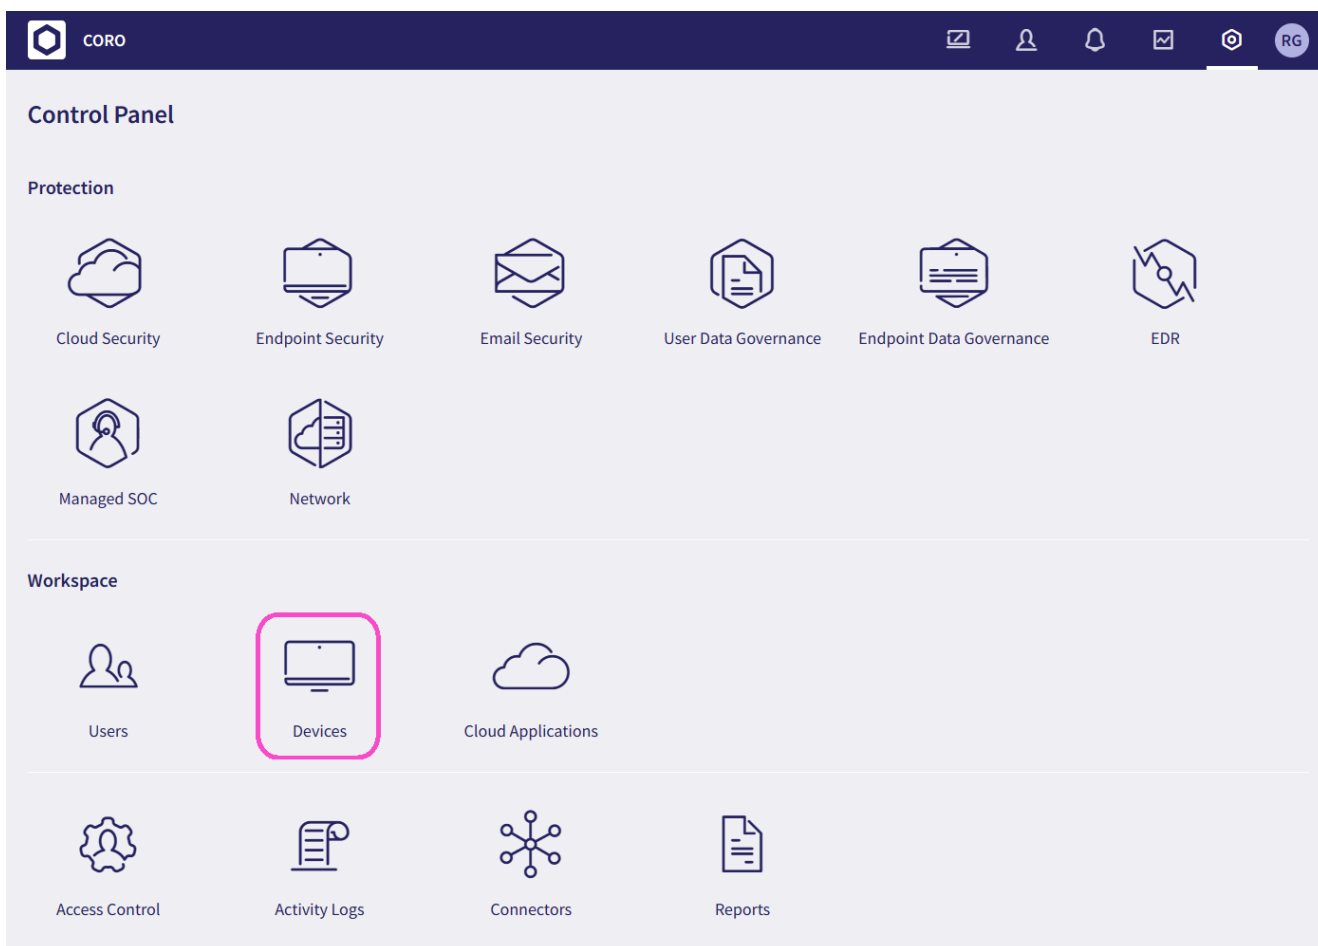 CORO
RG
Control Panel
Protection
Cloud Security
Endpoint Security
Email Security
User Data Governance
Endpoint Data Governance
EDR
Managed SOC
Network
Workspace
Users
Devices
Cloud Applications
Access Control
Activity Logs
Connectors
Reports